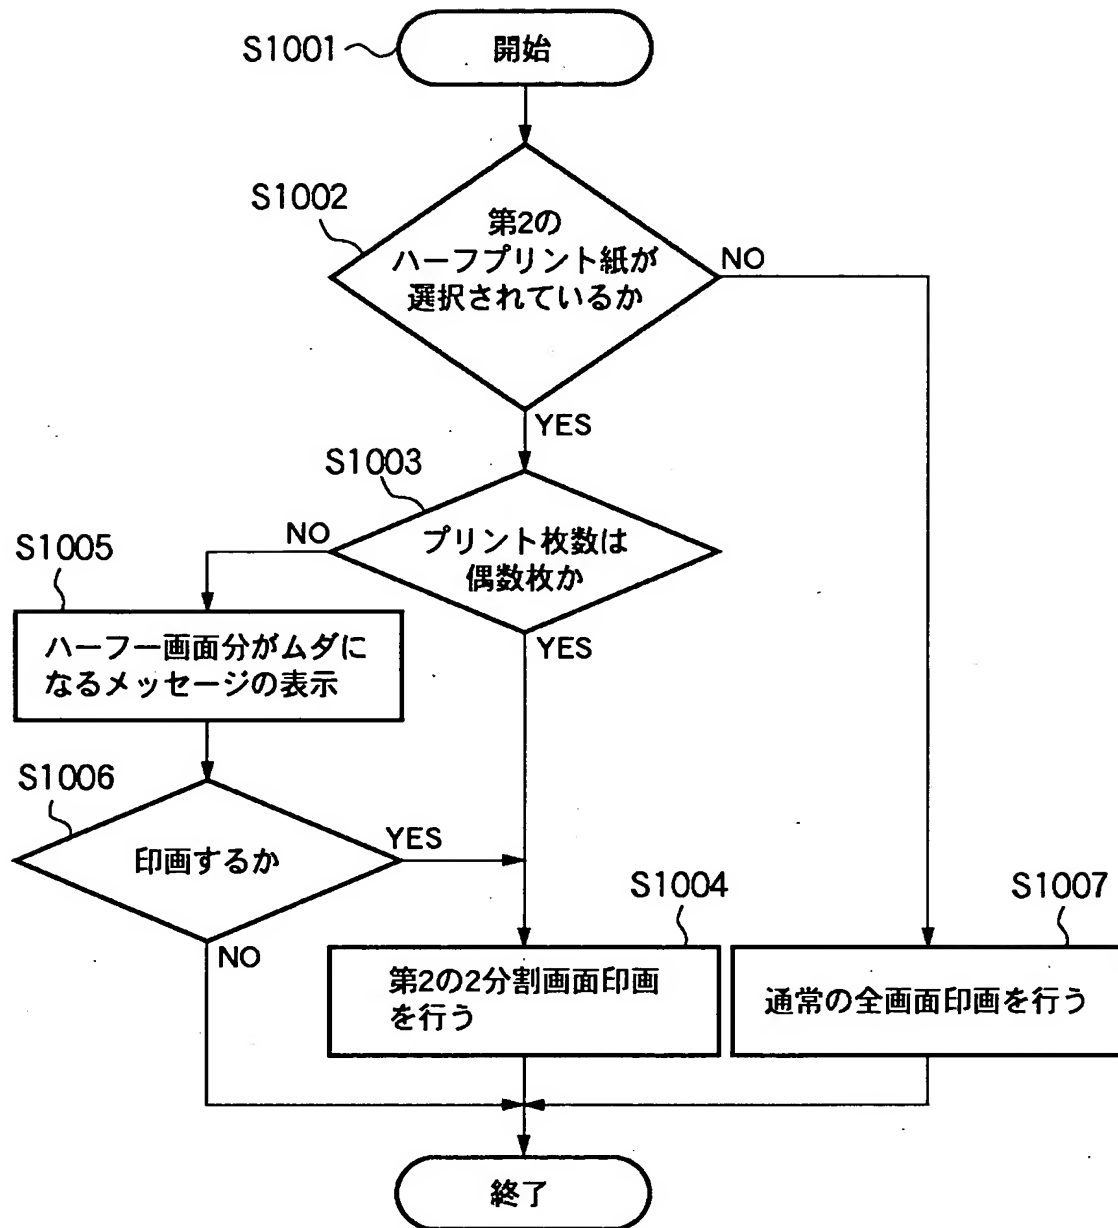 S1001
開始
S1002
第2の
ハーフプリント紙が
選択されているか
NO
YES
S1003
プリント枚数は
偶数枚か
NO
YES
S1005
ハーフ一画面分がムダに
なるメッセージの表示
S1006
印画するか
YES
NO
S1004
第2の2分割画面印画
を行う
S1007
通常の全画面印画を行う
終了